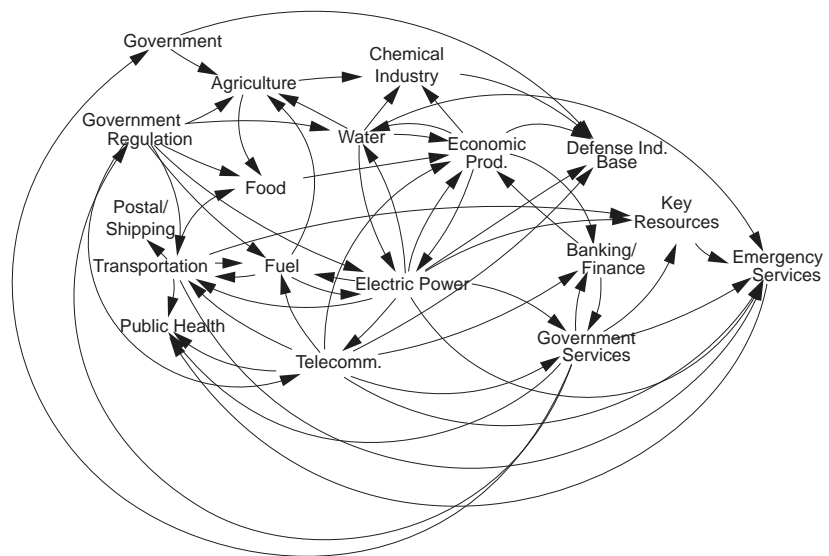 Government
Chemical
Industry
Agriculture
Government
Regulation
Water
Economic
Prod.
Defense Ind.
Base
Food
Postal/
Shipping
Key
Resources
Transportation
Fuel
Electric Power
Banking/
Finance
Emergency
Services
Public Health
Telecomm.
Government
Services